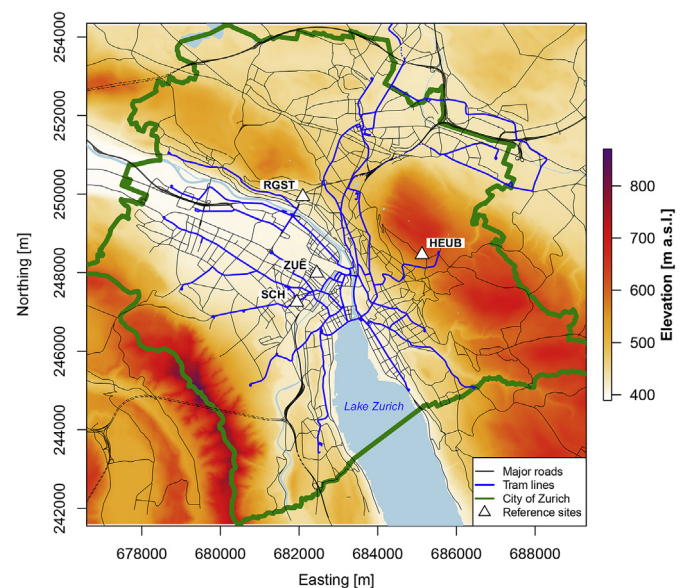 254000
252000
250000
248000
246000
244000
242000
Northing [m]
RGST
HEUB
ZUE
SCH
Lake Zurich
Major roads
Tram lines
City of Zurich
Reference sites
678000 680000 682000 684000 686000 688000
Easting [m]
800
700
600
500
400
Elevation [m a.s.l.]